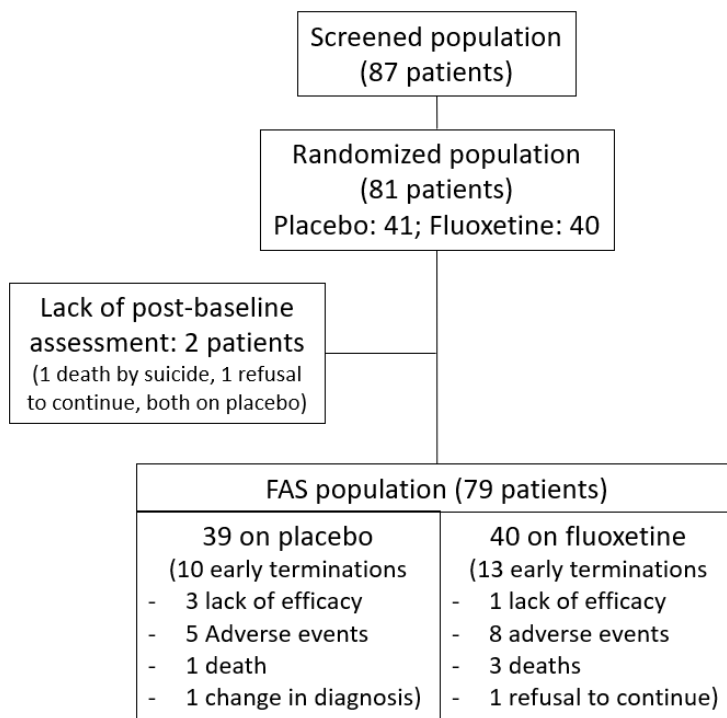 Screened population
(87 patients)
Randomized population
(81 patients)
Placebo: 41; Fluoxetine: 40
Lack of post-baseline
assessment: 2 patients
(1 death by suicide, 1 refusal
to continue, both on placebo)
FAS population (79 patients)
39 on placebo
(10 early terminations
- 3 lack of efficacy
- 5 Adverse events
- 1 death
- 1 change in diagnosis)
40 on fluoxetine
(13 early terminations
- 1 lack of efficacy
- 8 adverse events
- 3 deaths
- 1 refusal to continue)